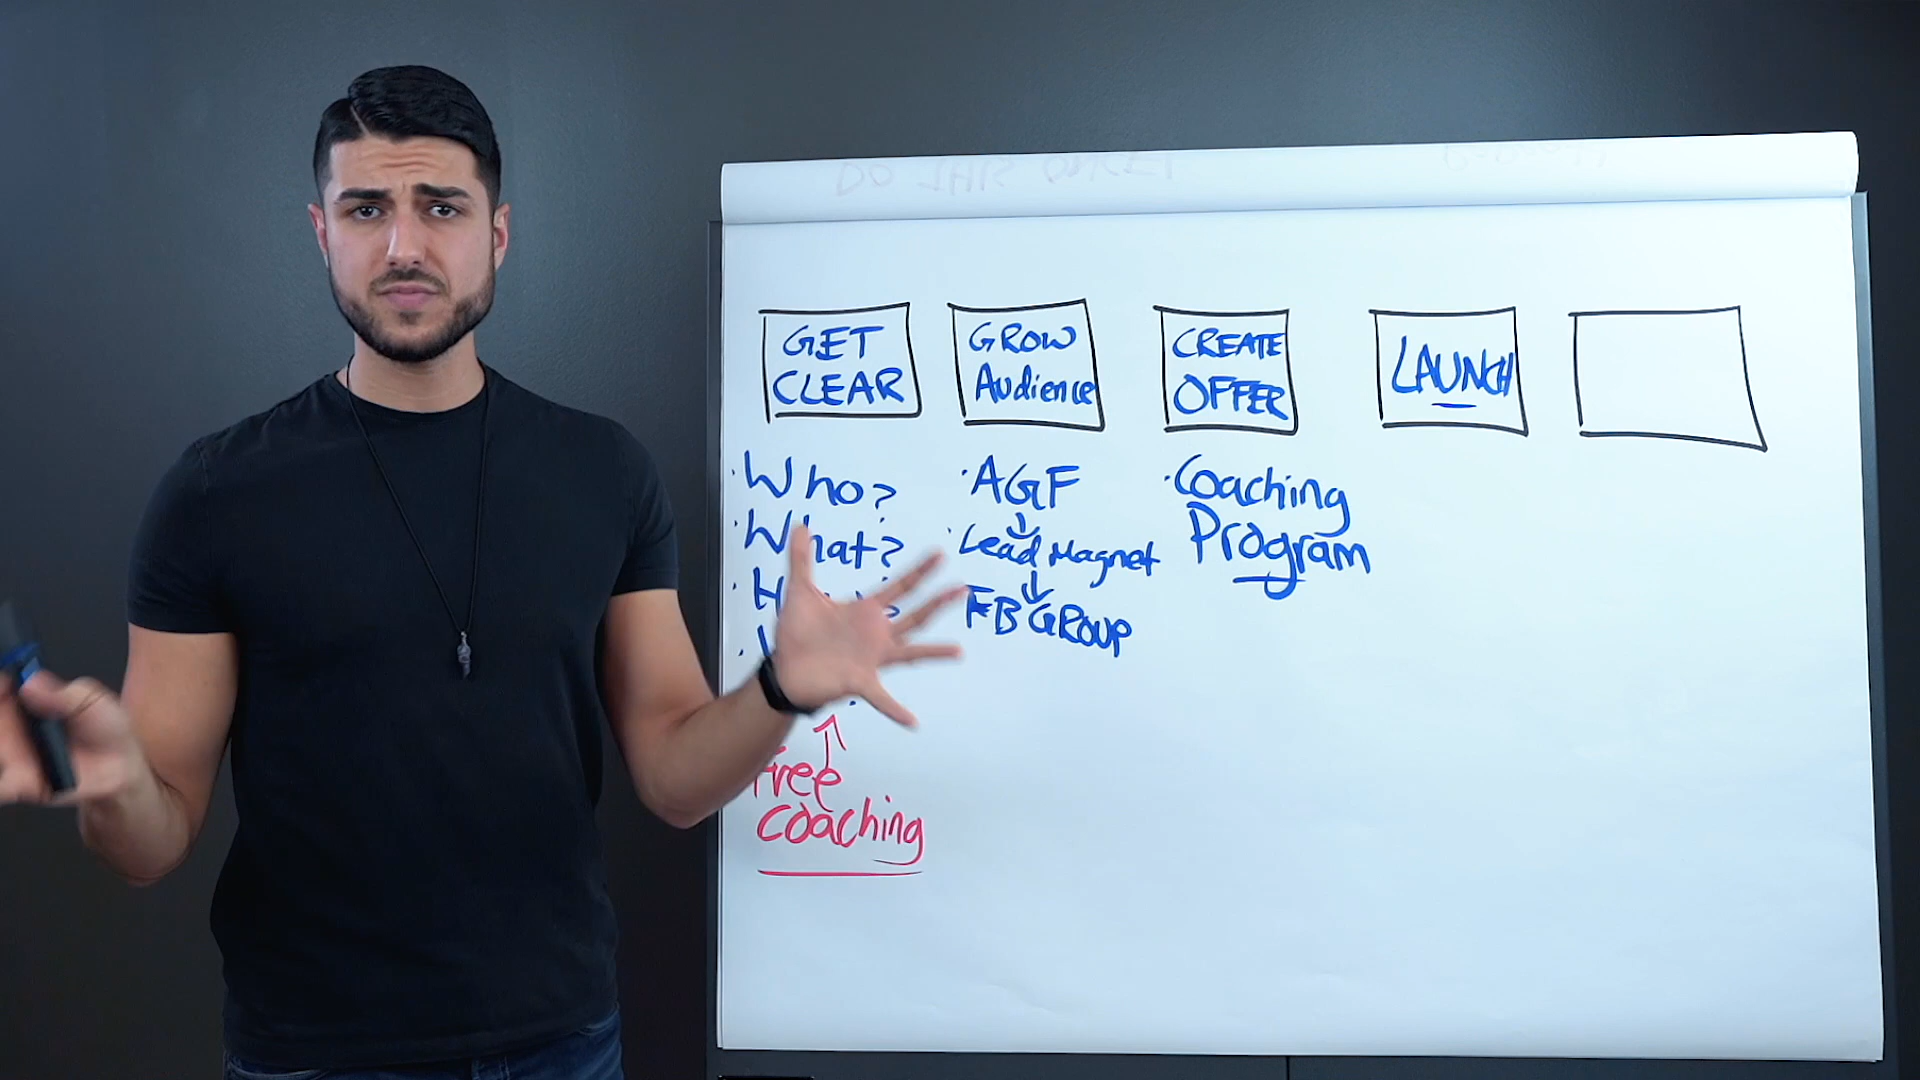 GET
CLEAR
GROW
Audience
CREATE
OFFER
LAUNCH
· Who?
· What?
· AGF
· Lead Magnet
FB GROUP
· Coaching
Program
Free
Coaching